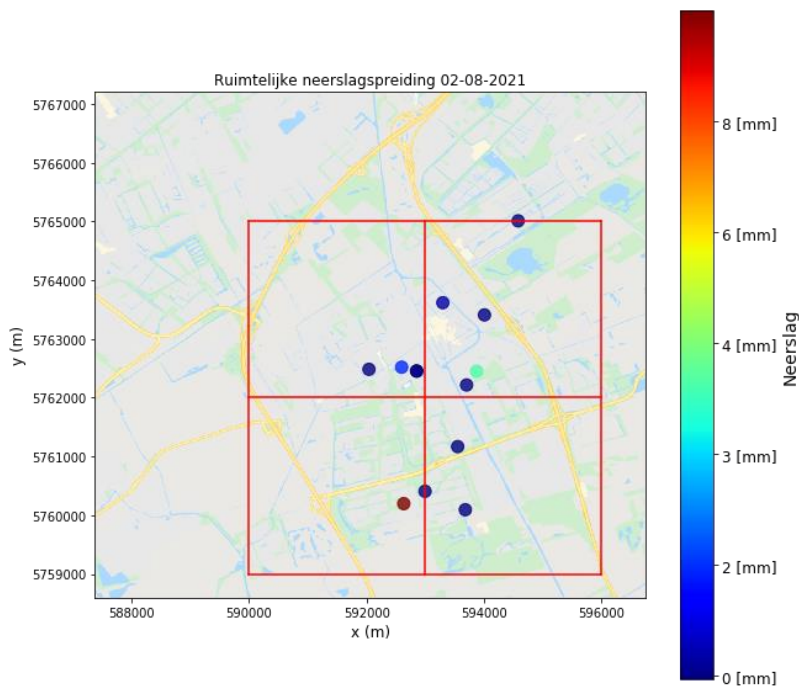 Ruimtelijke neerslagspreiding 02-08-2021
5767000
5766000
5765000
5764000
5763000
5762000
5761000
5760000
5759000
y (m)
588000 590000 592000 594000 596000
x (m)
8 [mm]
6 [mm]
4 [mm]
3 [mm]
2 [mm]
0 [mm]
Neerslag